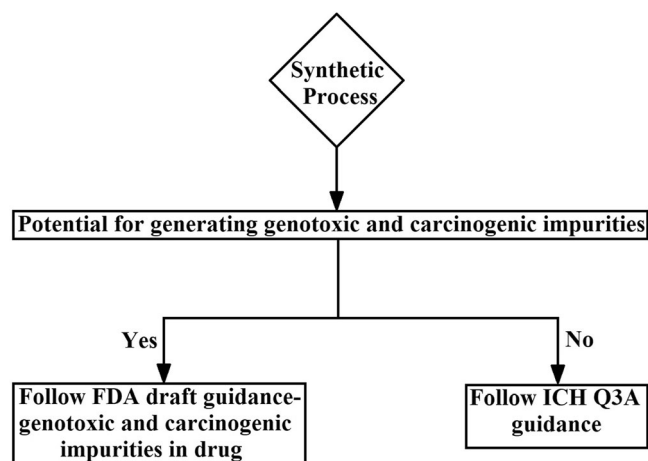 Synthetic
Process
Potential for generating genotoxic and carcinogenic impurities
Yes
No
Follow FDA draft guidance-
genotoxic and carcinogenic
impurities in drug
Follow ICH Q3A
guidance